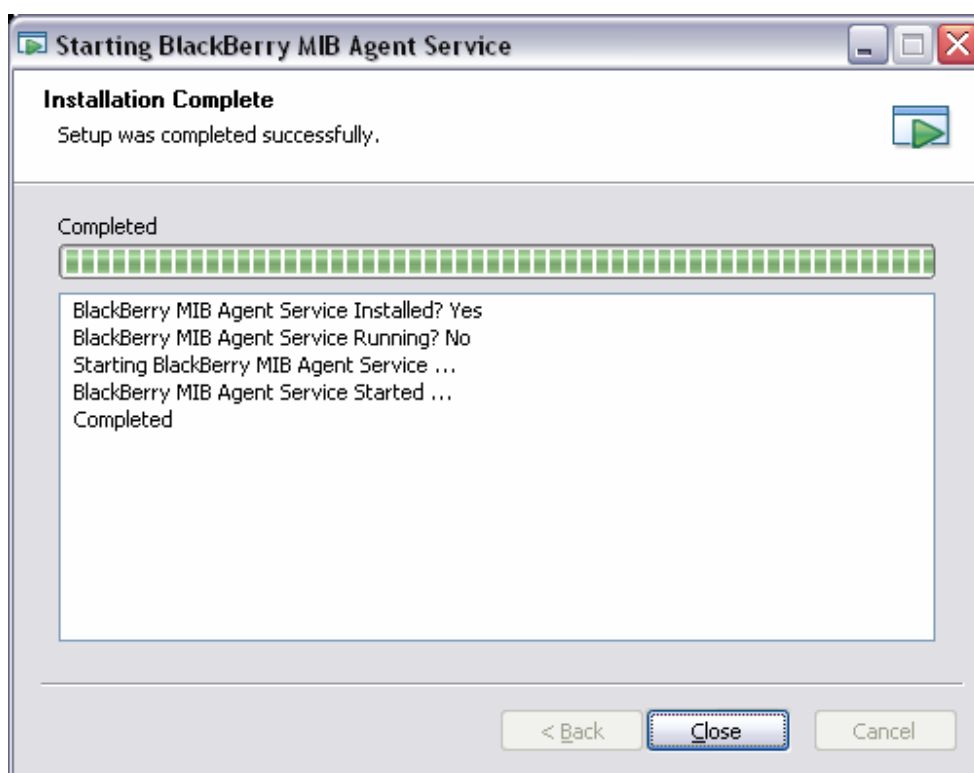 Starting BlackBerry MIB Agent Service
Installation Complete
Setup was completed successfully.
Completed
BlackBerry MIB Agent Service Installed? Yes
BlackBerry MIB Agent Service Running? No
Starting BlackBerry MIB Agent Service ...
BlackBerry MIB Agent Service Started ...
Completed
< Back Close Cancel